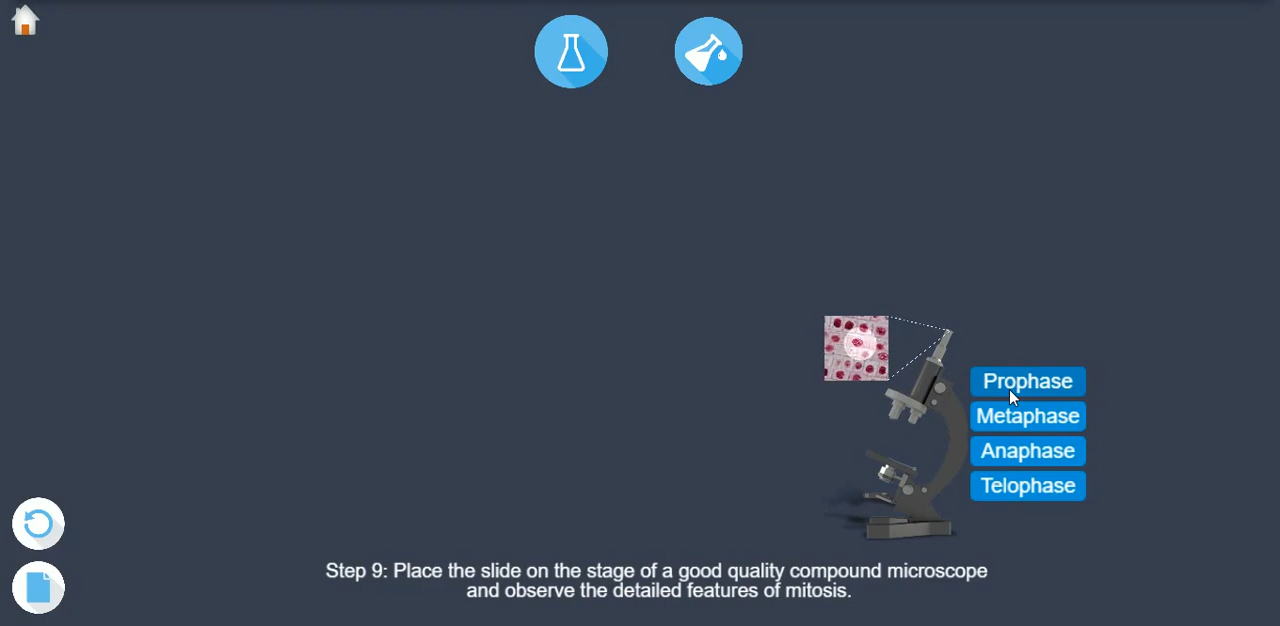 Prophase
Metaphase
Anaphase
Telophase
Step 9: Place the slide on the stage of a good quality compound microscope
and observe the detailed features of mitosis.